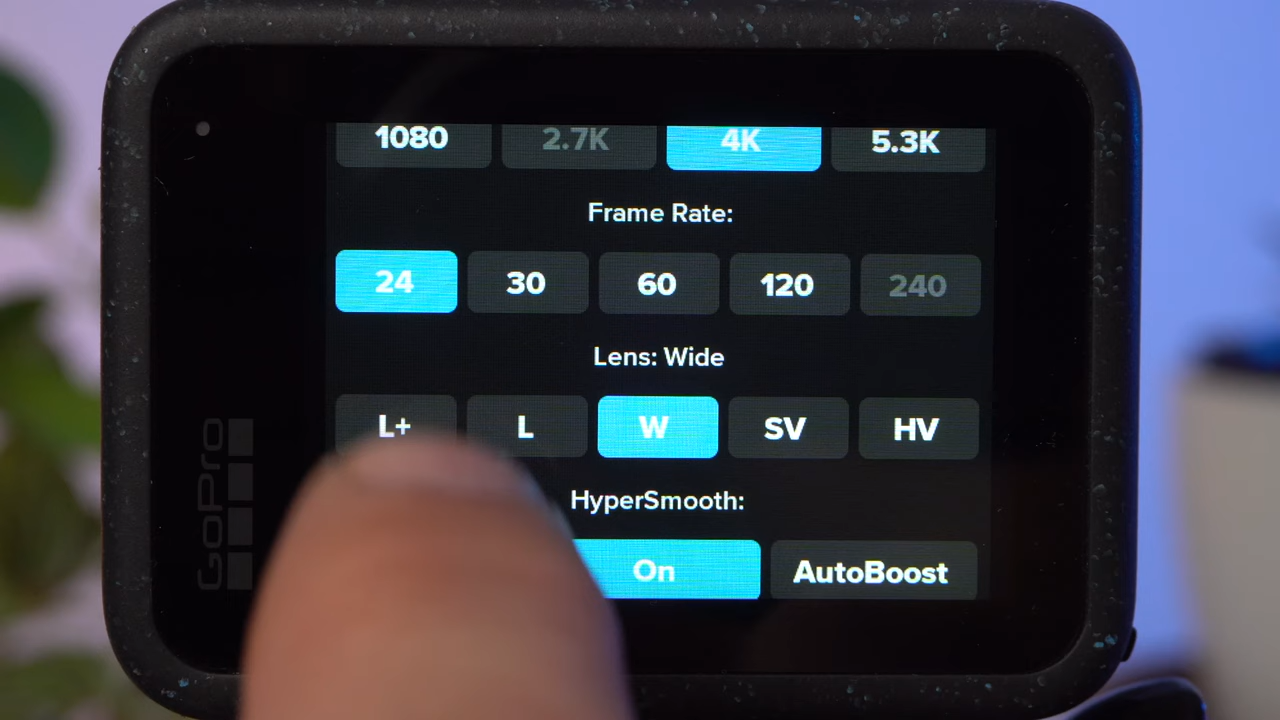 1080 2.7K 4K 5.3K
Frame Rate:
24 30 60 120 240
Lens: Wide
L+ L W SV HV
HyperSmooth:
On AutoBoost
GoPro